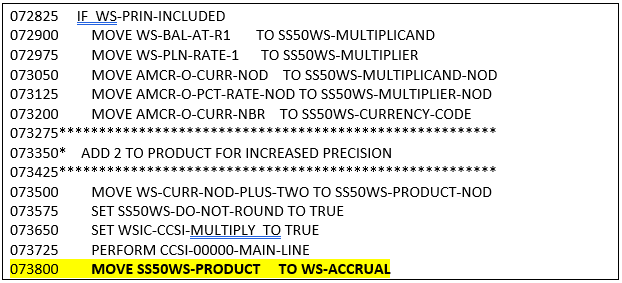 072825 IF WS-PRIN-INCLUDED
072900 MOVE WS-BAL-AT-R1 TO SS50WS-MULTIPLICAND
072975 MOVE WS-PLN-RATE-1 TO SS50WS-MULTIPLIER
073050 MOVE AMCR-O-CURR-NOD TO SS50WS-MULTIPLICAND-NOD
073125 MOVE AMCR-O-PCT-RATE-NOD TO SS50WS-MULTIPLIER-NOD
073200 MOVE AMCR-O-CURR-NBR TO SS50WS-CURRENCY-CODE
073275*******************************************************
073350* ADD 2 TO PRODUCT FOR INCREASED PRECISION
073425*******************************************************
073500 MOVE WS-CURR-NOD-PLUS-TWO TO SS50WS-PRODUCT-NOD
073575 SET SS50WS-DO-NOT-ROUND TO TRUE
073650 SET WSIC-CCSI-MULTIPLY TO TRUE
073725 PERFORM CCSI-00000-MAIN-LINE
073800 MOVE SS50WS-PRODUCT TO WS-ACCRUAL